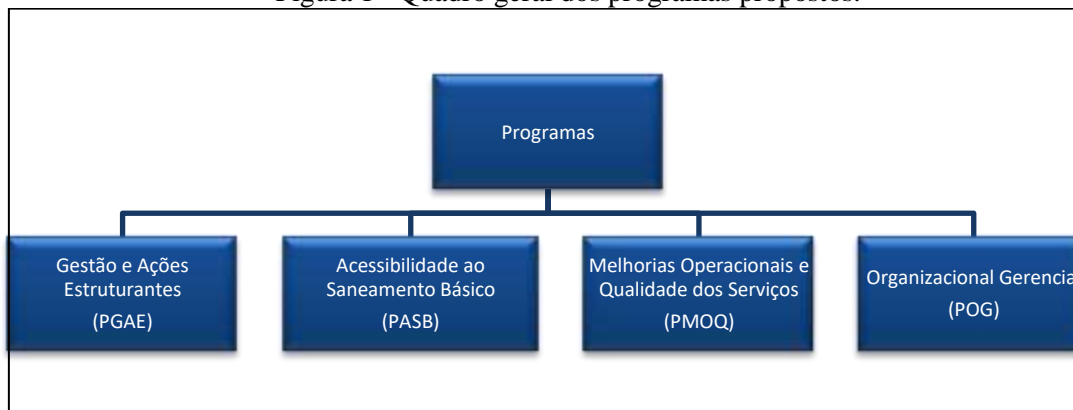 Figura 1 - Quadro geral dos programas propostos.
Programas
Gestão e Ações
Estruturantes
(PGAE)
Acessibilidade ao
Saneamento Básico
(PASB)
Melhorias Operacionais e
Qualidade dos Serviços
(PMOQ)
Organizacional Gerencia
(POG)